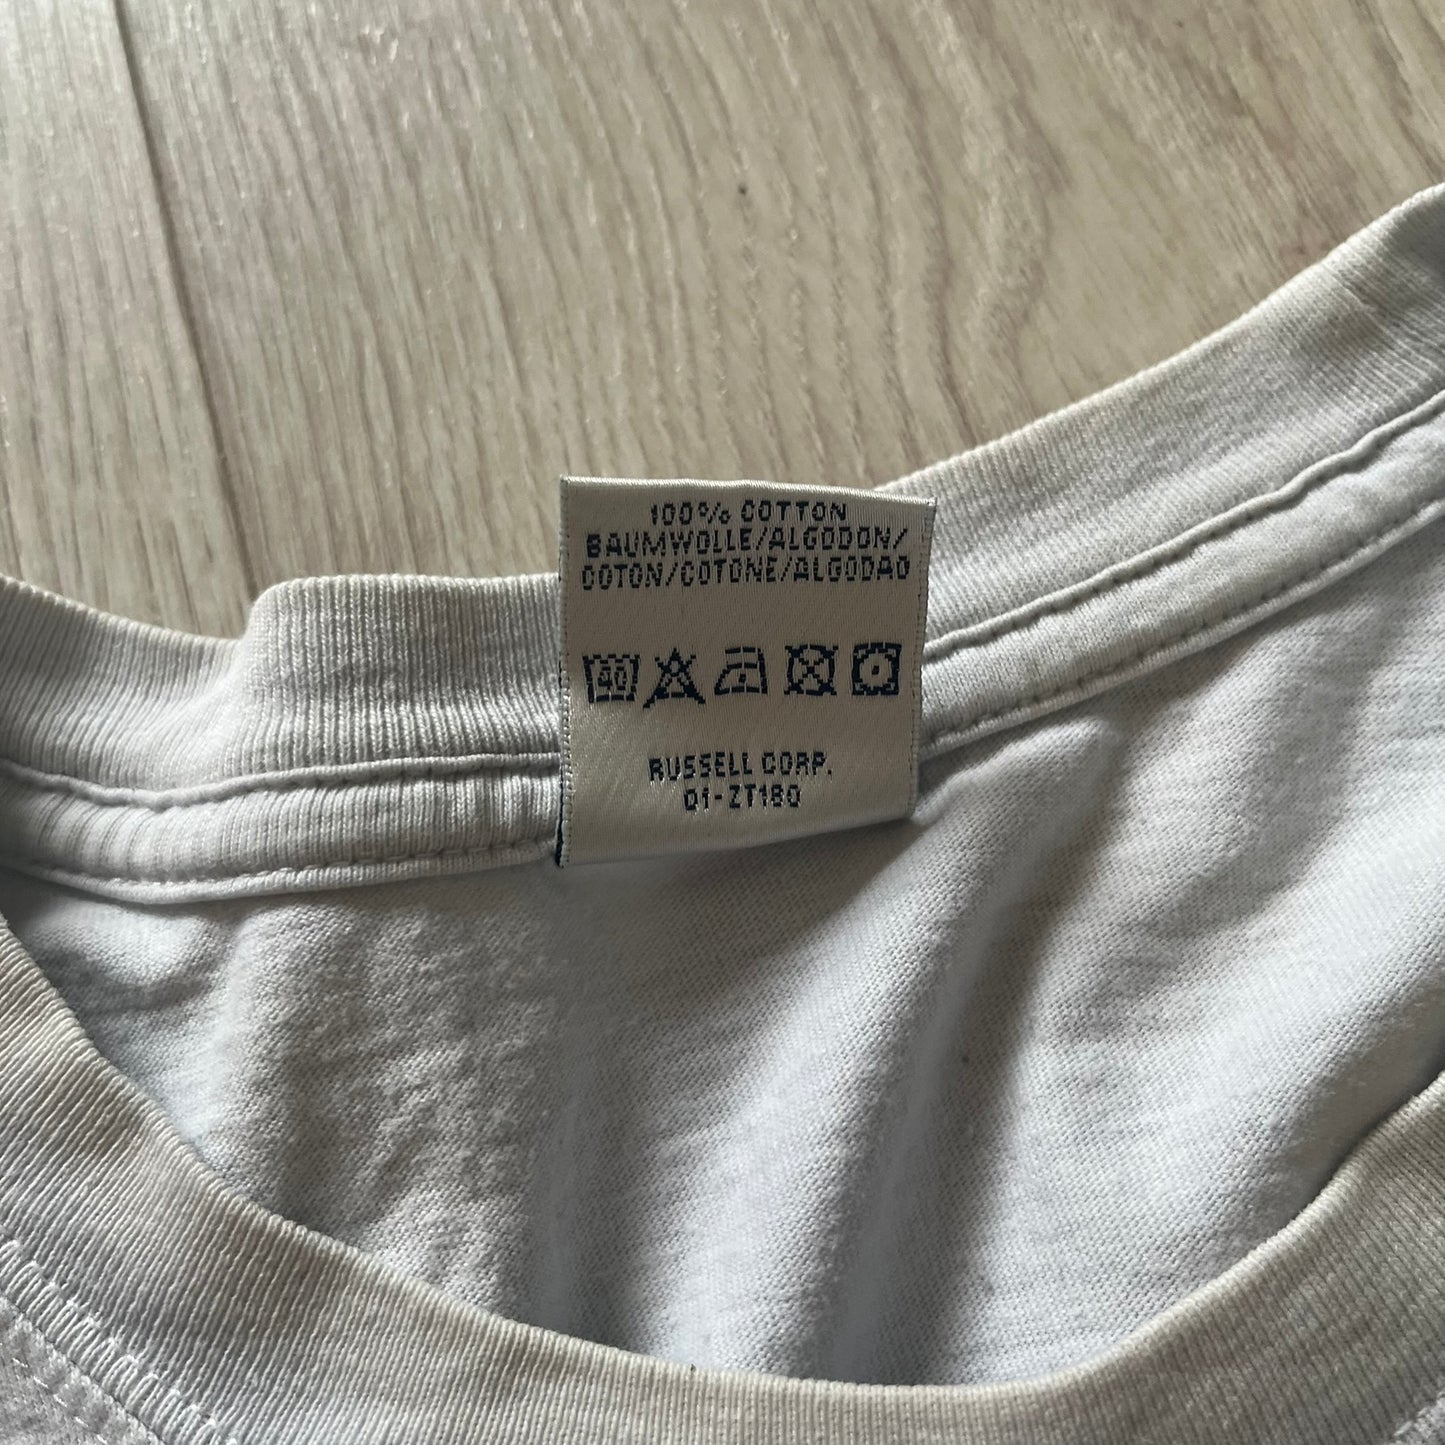 100% COTTON
BAUMWOLLE/ALGODON/
COTON/COTONE/ALGODAO
40
RUSSELL CORP.
01-ZT180